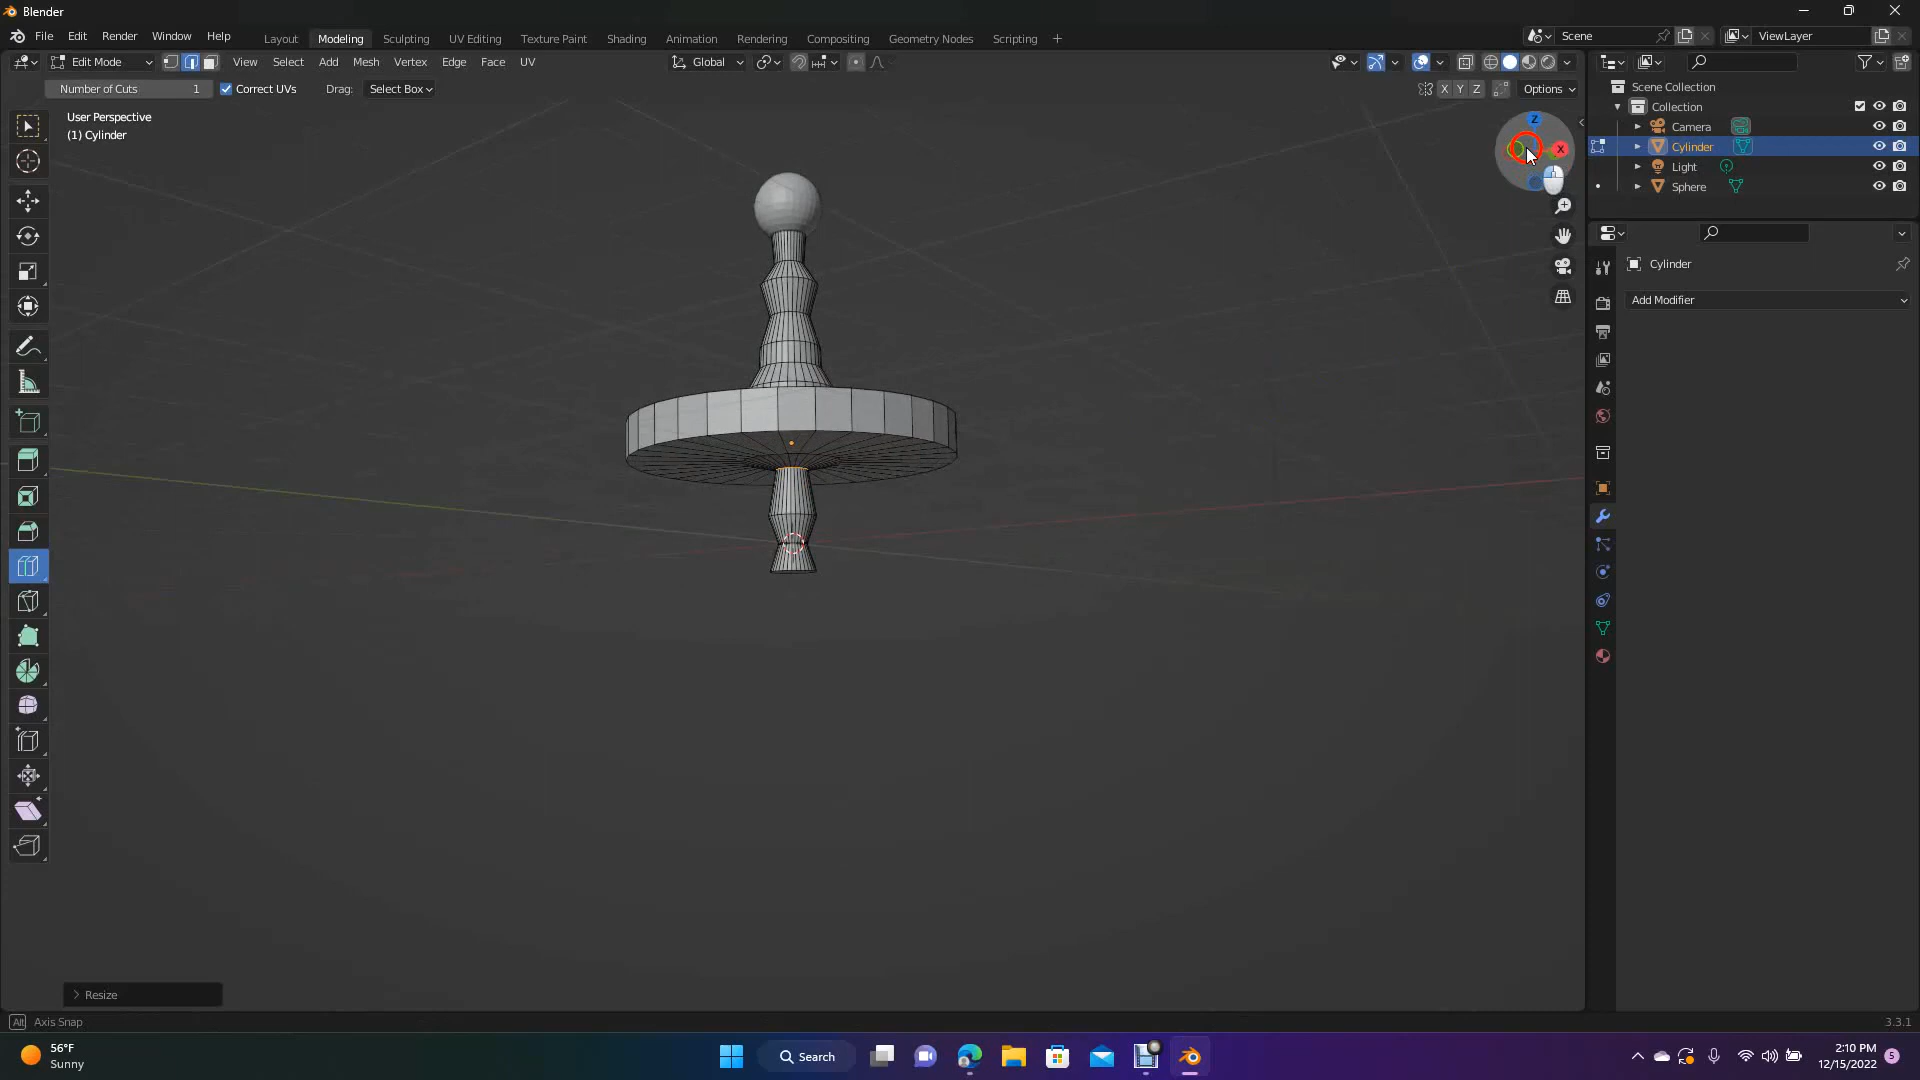 Blender
File Edit Render Window Help
Layout Modeling Sculpting UV Editing Texture Paint Shading Animation Rendering Compositing Geometry Nodes Scripting +
Scene
ViewLayer
Edit Mode View Select Add Mesh Vertex Edge Face UV
Global
Number of Cuts 1 Correct UVs Drag: Select Box
X Y Z Options
User Perspective
(1) Cylinder
Z
X
Scene Collection
Collection
Camera
Cylinder
Light
Sphere
Cylinder
Add Modifier
Resize
Alt Axis Snap
3.3.1
56°F
Sunny
Search
2:10 PM
12/15/2022
5